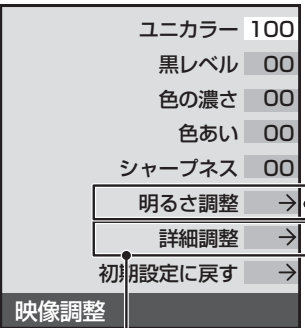 ユニカラー 100
黒レベル 00
色の濃さ 00
色あい 00
シャープネス 00
明るさ調整 →
詳細調整 →
初期設定に戻す →
映像調整